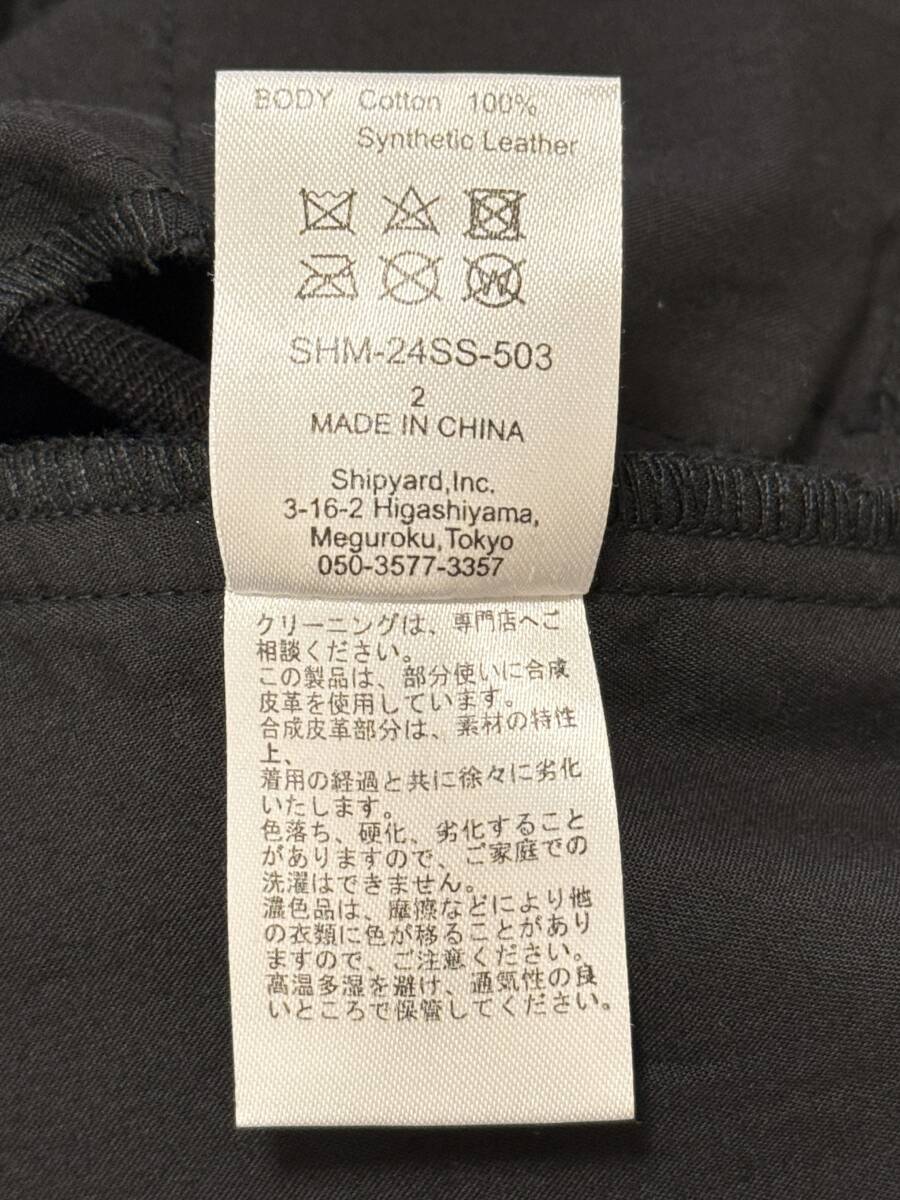 BODY Cotton 100%
Synthetic Leather
W
SHM-24SS-503
2
MADE IN CHINA
Shipyard,Inc.
3-16-2 Higashiyama,
Meguroku,Tokyo
050-3577-3357
クリーニングは、専門店へご
相談ください。
この製品は、部分使いに合成
皮革を使用しています。
合成皮革部分は、素材の特性
上、
着用の経過と共に徐々に劣化
いたします。
色落ち、硬化、劣化すること
がありますので、ご家庭での
洗濯はできません。
濃色品は、摩擦などにより他
の衣類に色が移ることがあり
ますので、ご注意ください。
高温多湿を避け、通気性の良
いところで保管してください。